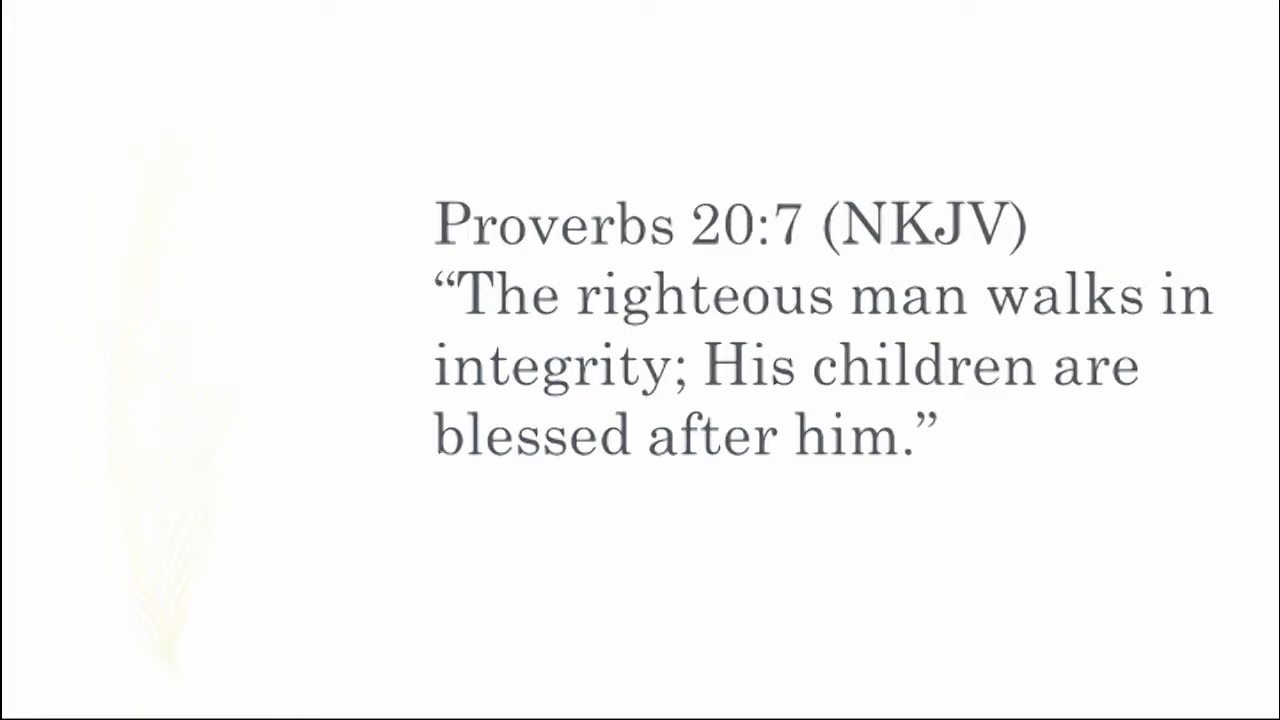 Proverbs 20:7 (NKJV)
“The righteous man walks in
integrity; His children are
blessed after him.”